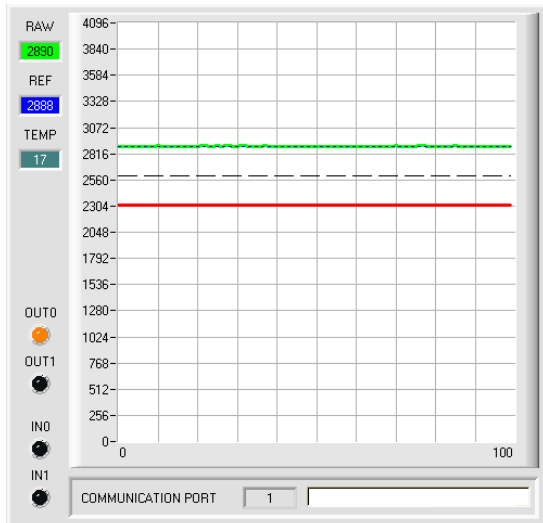 RAW
2890
REF
2888
TEMP
17
OUT0
OUT1
IN0
IN1
4096
3840
3584
3328
3072
2816
2560
2304
2048
1792
1536
1280
1024
768
512
256
0
0 100
COMMUNICATION PORT 1